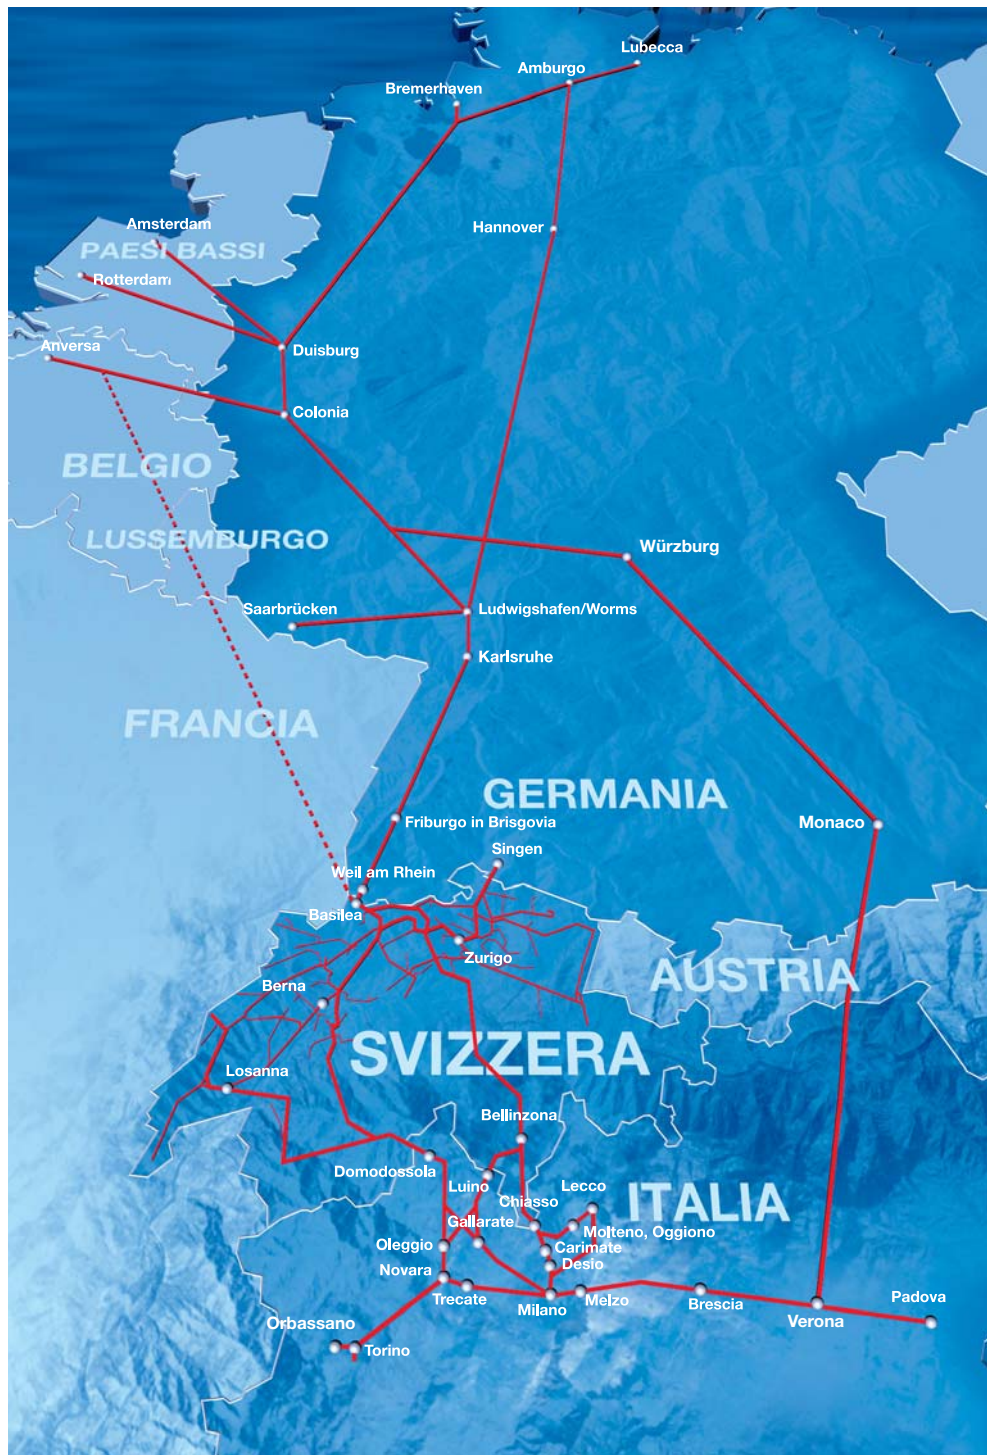 Lubecca
Amburgo
Bremerhaven
Amsterdam
Hannover
PAESI BASSI
Rotterdam
Anversa
Duisburg
Colonia
BELGIO
LUSSEMBURGO
Würzburg
Saarbrücken
Ludwigshafen/Worms
Karlsruhe
FRANCIA
GERMANIA
Friburgo in Brisgovia
Monaco
Singen
Weil am Rhein
Basilea
Zurigo
AUSTRIA
Berna
SVIZZERA
Losanna
Bellinzona
Domodossola
Luino
Lecco
Chiasso
ITALIA
Gallarate
Molteno, Oggiono
Oleggio
Carimate
Desio
Novara
Trecate
Milano
Melzo
Brescia
Padova
Verona
Orbassano
Torino